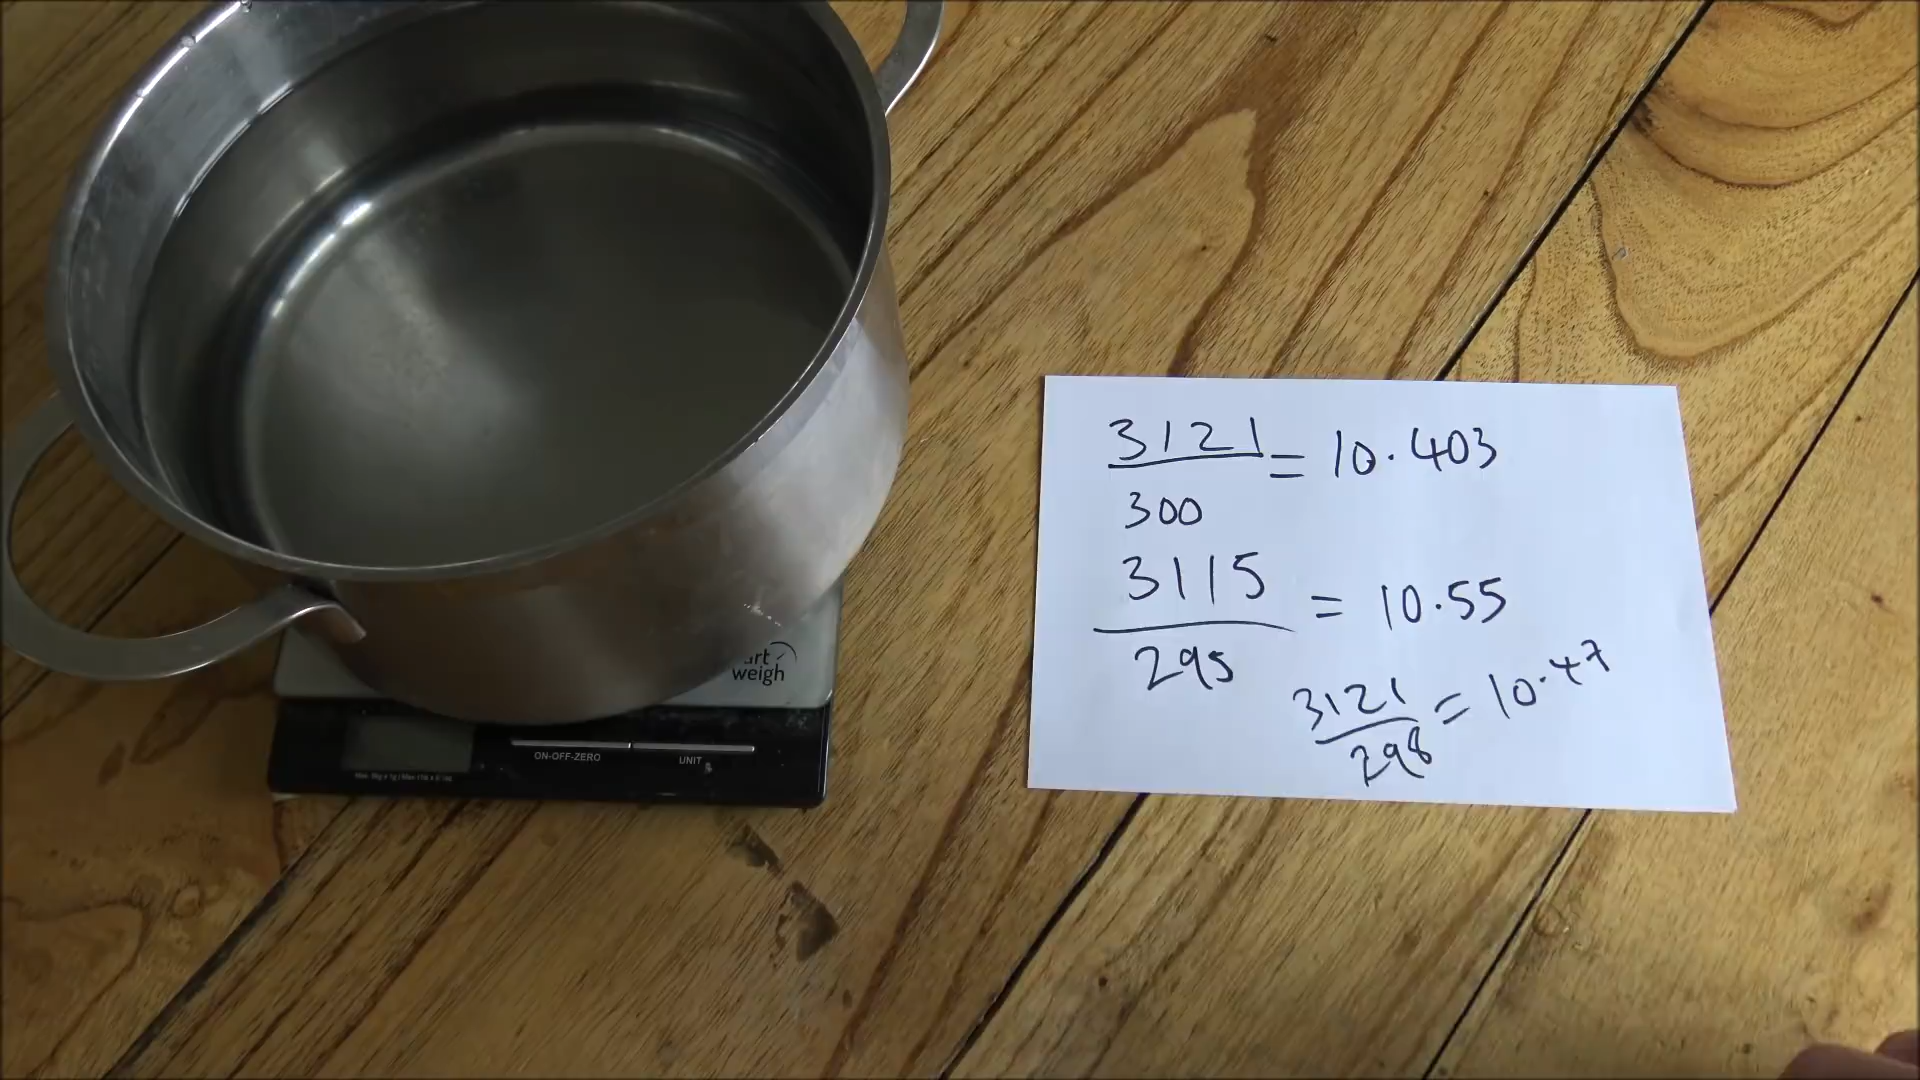 3121
300
= 10.403
3115
295
= 10.55
3121
298
= 10.47
art
weigh
ON-OFF-ZERO
UNIT